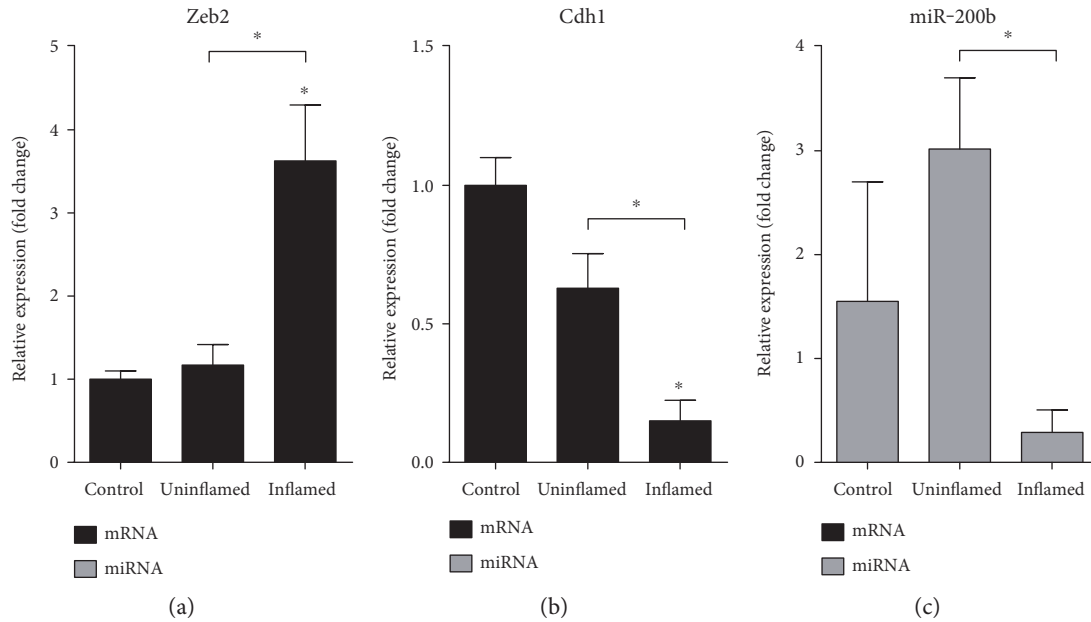 Zeb2
*
*
5
4
3
2
1
0
Relative expression (fold change)
Control Uninflamed Inflamed
mRNA
miRNA
(a)
Cdh1
*
*
1.5
1.0
0.5
0.0
Relative expression (fold change)
Control Uninflamed Inflamed
mRNA
miRNA
(b)
miR-200b
*
4
3
2
1
0
Relative expression (fold change)
Control Uninflamed Inflamed
mRNA
miRNA
(c)